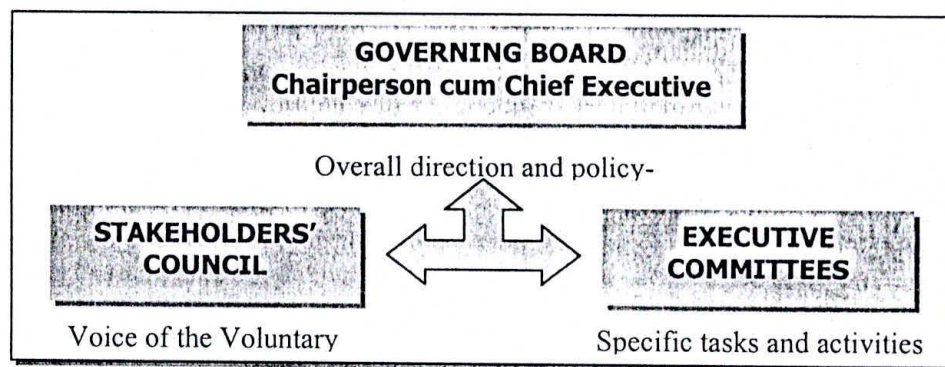 GOVERNING BOARD
Chairperson cum Chief Executive
Overall direction and policy-
STAKEHOLDERS'
COUNCIL
EXECUTIVE
COMMITTEES
Voice of the Voluntary
Specific tasks and activities